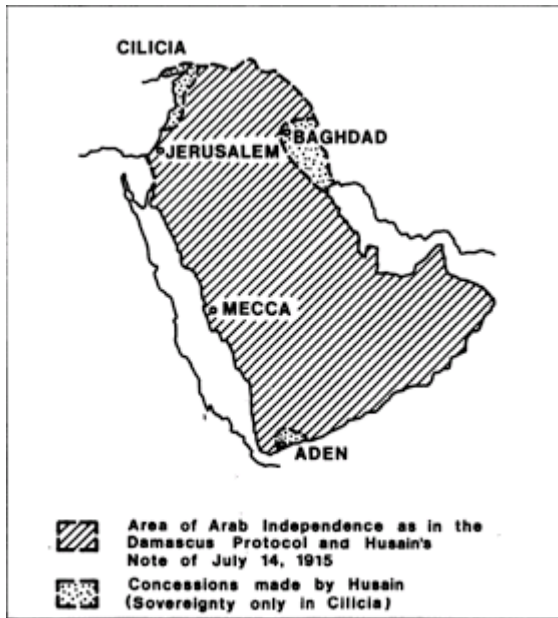 CILICIA
BAGHDAD
JERUSALEM
MECCA
ADEN
Area of Arab Independence as in the
Damascus Protocol and Husain's
Note of July 14, 1915
Concessions made by Husain
(Sovereignty only in Cilicia)